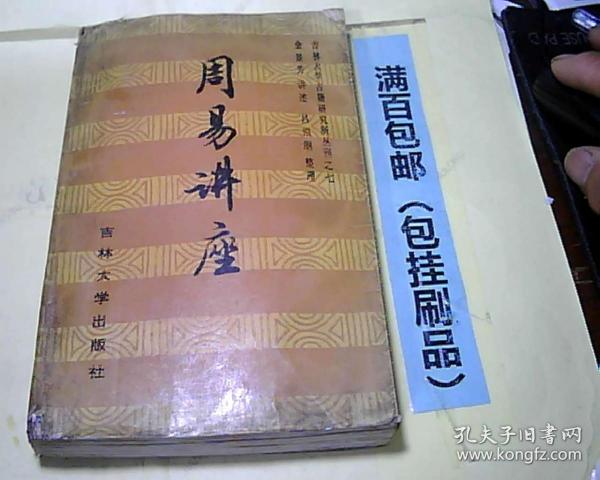 吉林大学古籍研究所丛刊之七
金景芳讲述 吕绍刚整理
周易讲座
吉林大学出版社
满百包邮（包挂刷品）
孔夫子旧书网
www.kongfz.com